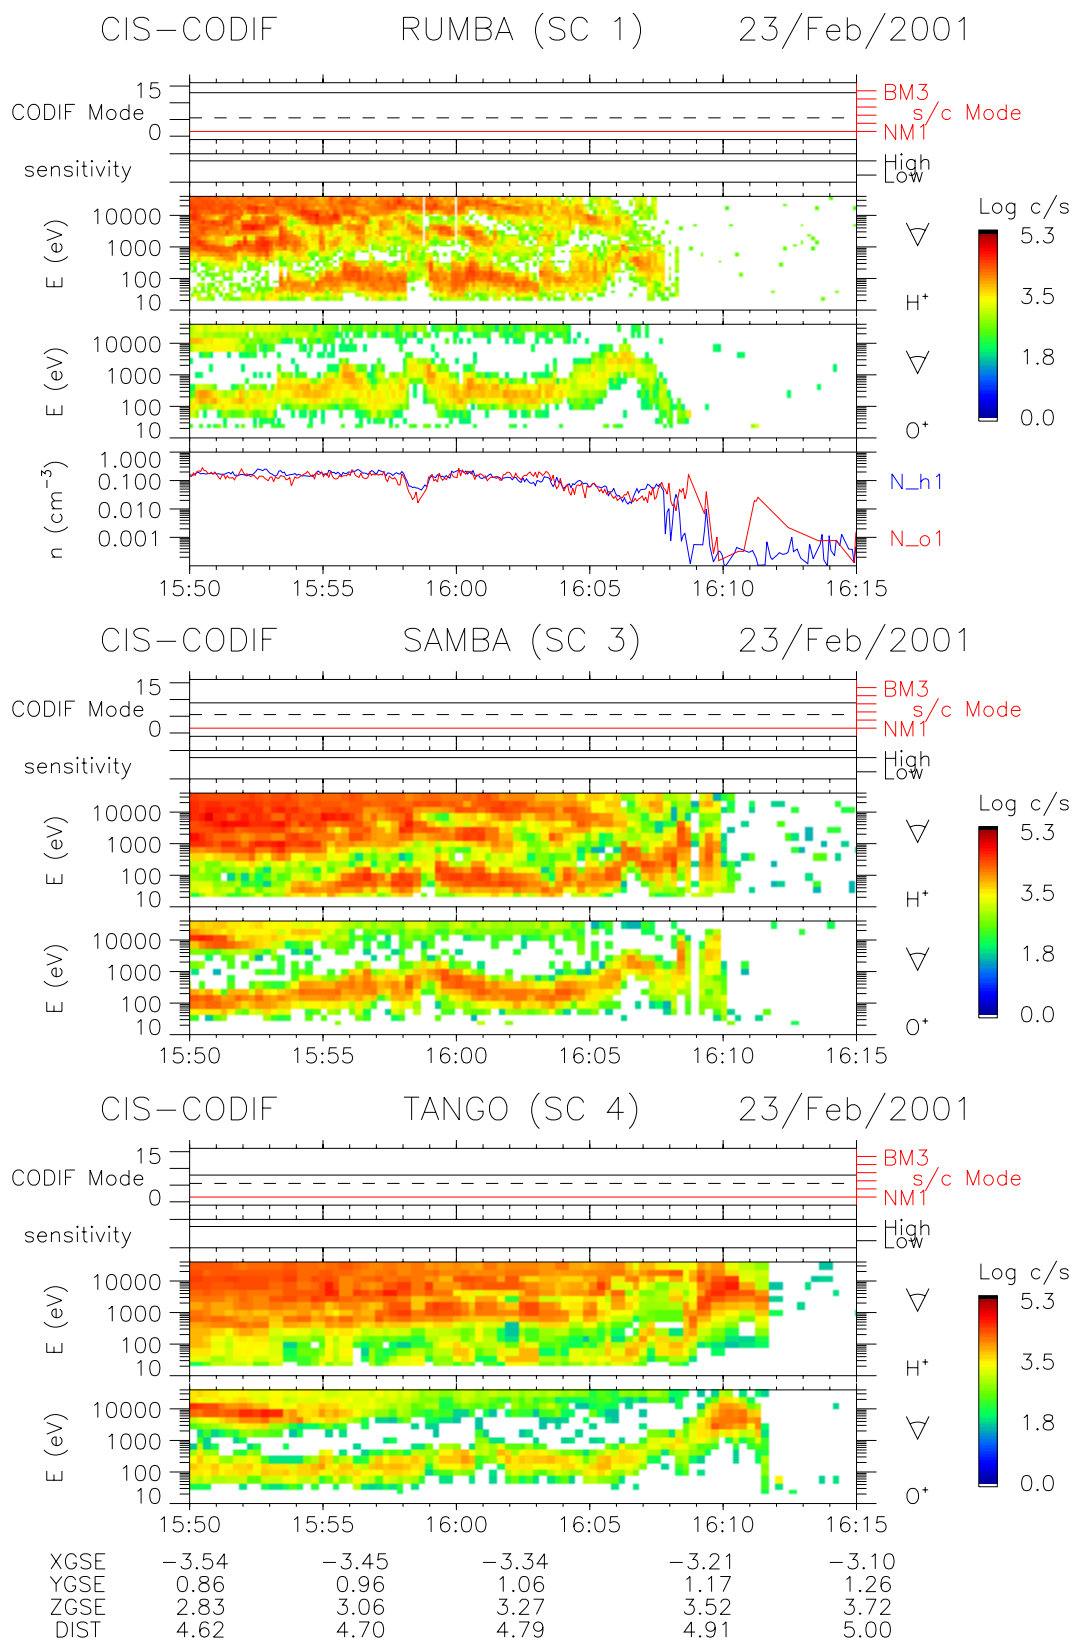 CIS-CODIF RUMBA (SC 1) 23/Feb/2001
15 BM3
CODIF Mode s/c Mode
0 NM1
sensitivity High
Low
Log c/s
5.3
3.5
1.8
0.0
E (eV) 10000 1000 100 10 H+
E (eV) 10000 1000 100 10 O+
n (cm-3) 1.000 0.100 0.010 0.001 N_h1 N_o1
15:50 15:55 16:00 16:05 16:10 16:15
CIS-CODIF SAMBA (SC 3) 23/Feb/2001
15 BM3
CODIF Mode s/c Mode
0 NM1
sensitivity High
Low
Log c/s
5.3
3.5
1.8
0.0
E (eV) 10000 1000 100 10 H+
E (eV) 10000 1000 100 10 O+
15:50 15:55 16:00 16:05 16:10 16:15
CIS-CODIF TANGO (SC 4) 23/Feb/2001
15 BM3
CODIF Mode s/c Mode
0 NM1
sensitivity High
Low
Log c/s
5.3
3.5
1.8
0.0
E (eV) 10000 1000 100 10 H+
E (eV) 10000 1000 100 10 O+
15:50 15:55 16:00 16:05 16:10 16:15
XGSE -3.54 -3.45 -3.34 -3.21 -3.10
YGSE 0.86 0.96 1.06 1.17 1.26
ZGSE 2.83 3.06 3.27 3.52 3.72
DIST 4.62 4.70 4.79 4.91 5.00